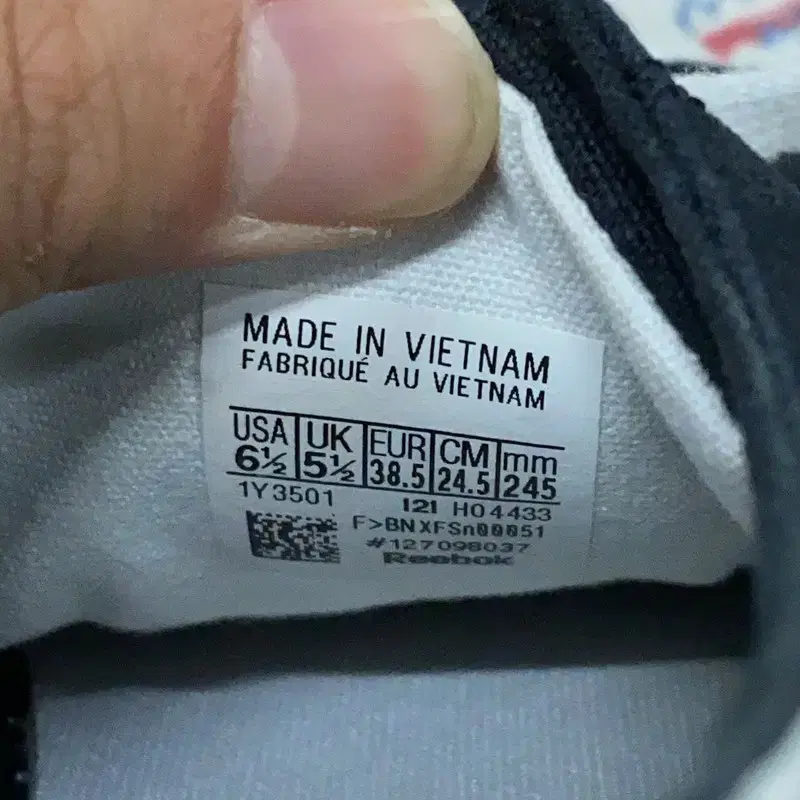 MADE IN VIETNAM
FABRIQUÉ AU VIETNAM
USA UK EUR CM mm
6½ 5½ 38.5 24.5 245
1Y3501 121 H04433
F>BNXFSn00051
#127098037
Reebok